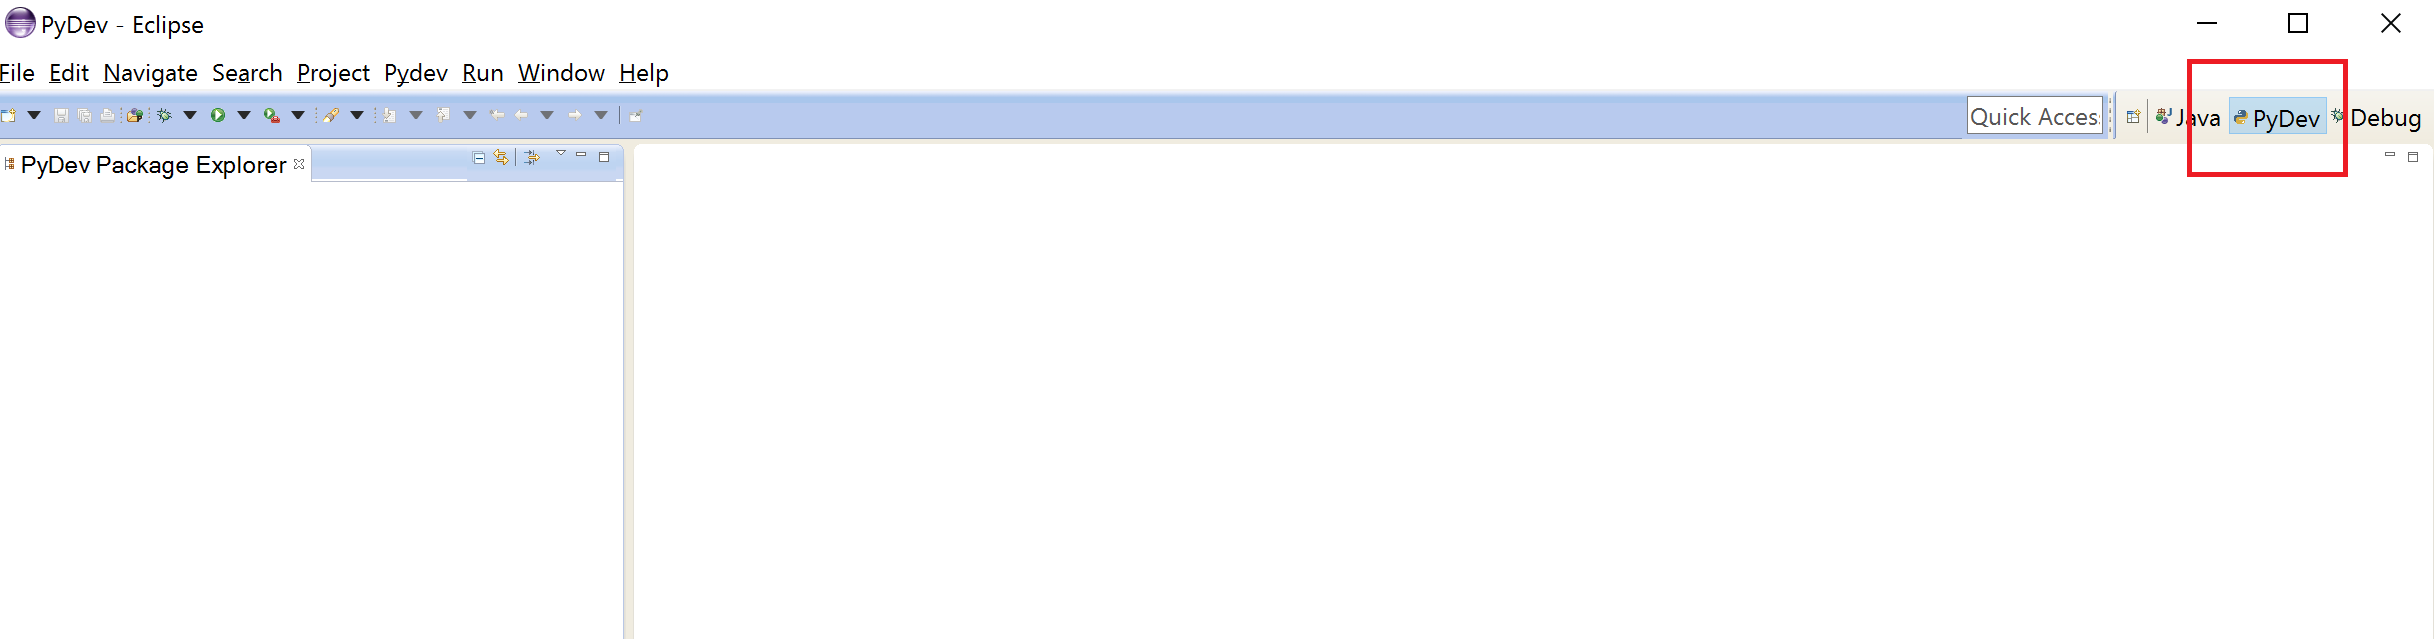 PyDev - Eclipse
File Edit Navigate Search Project Pydev Run Window Help
Quick Acces Java PyDev Debug
PyDev Package Explorer